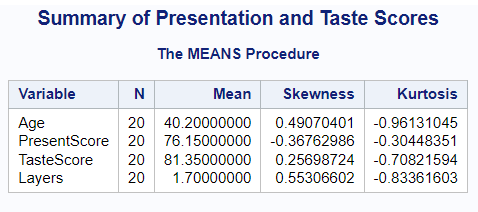 Summary of Presentation and Taste Scores
The MEANS Procedure
Variable N Mean Skewness Kurtosis
Age 20 40.20000000 0.49070401 -0.96131045
PresentScore 20 76.15000000 -0.36762986 -0.30448351
TasteScore 20 81.35000000 0.25698724 -0.70821594
Layers 20 1.70000000 0.55306602 -0.83361603